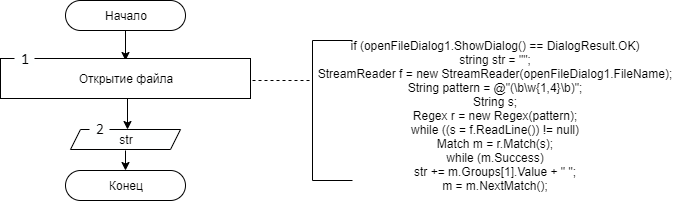 Начало
1
Открытие файла
2
str
Конец
if (openFileDialog1.ShowDialog() == DialogResult.OK)
string str = "";
StreamReader f = new StreamReader(openFileDialog1.FileName);
String pattern = @"(\b\w{1,4}\b)";
String s;
Regex r = new Regex(pattern);
while ((s = f.ReadLine()) != null)
Match m = r.Match(s);
while (m.Success)
str += m.Groups[1].Value + " ";
m = m.NextMatch();